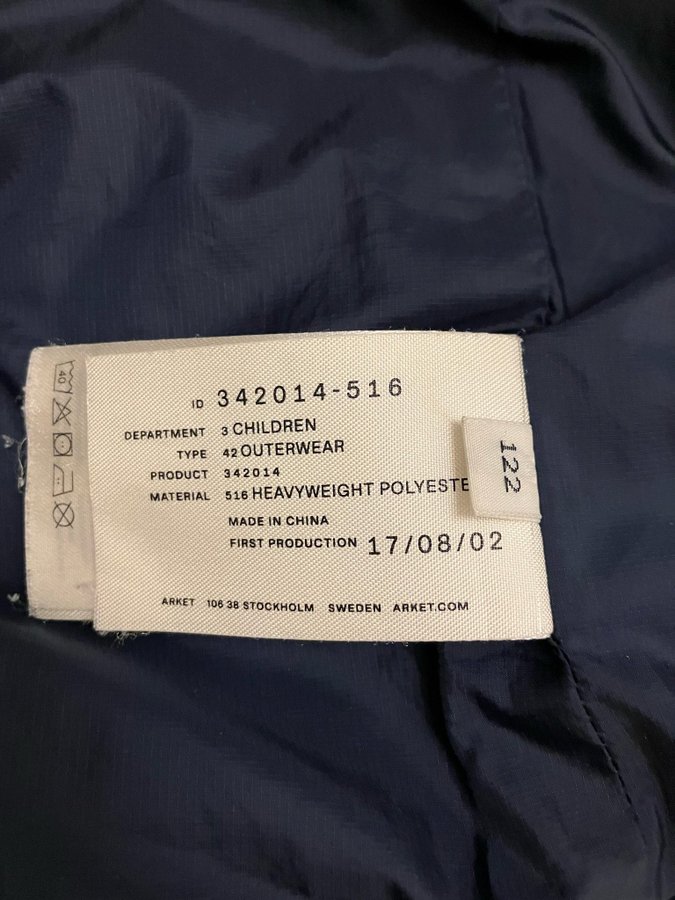 ID 342014-516
DEPARTMENT 3 CHILDREN
TYPE 42 OUTERWEAR
PRODUCT 342014
MATERIAL 516 HEAVYWEIGHT POLYESTE
MADE IN CHINA
FIRST PRODUCTION 17/08/02
ARKET 106 38 STOCKHOLM SWEDEN ARKET.COM
122
40